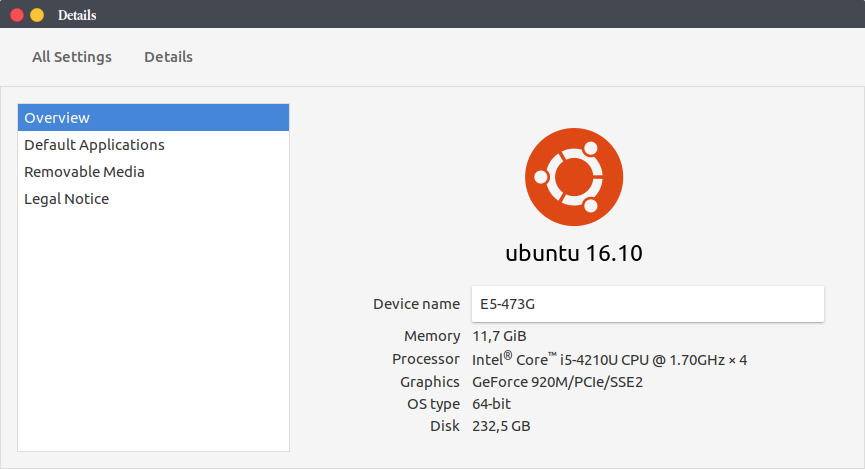 Details
All Settings Details
Overview
Default Applications
Removable Media
Legal Notice
ubuntu 16.10
Device name E5-473G
Memory 11,7 GiB
Processor Intel® Core™ i5-4210U CPU @ 1.70GHz × 4
Graphics GeForce 920M/PCIe/SSE2
OS type 64-bit
Disk 232,5 GB